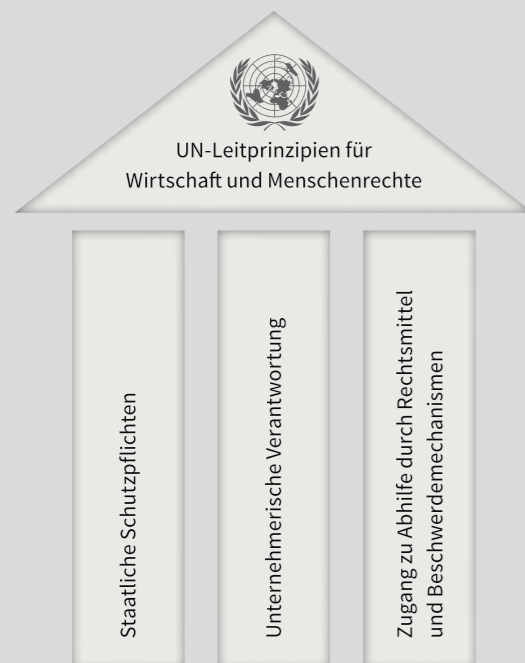 UN-Leitprinzipien für
Wirtschaft und Menschenrechte
Staatliche Schutzpflichten
Unternehmerische Verantwortung
Zugang zu Abhilfe durch Rechtsmittel
und Beschwerdemechanismen